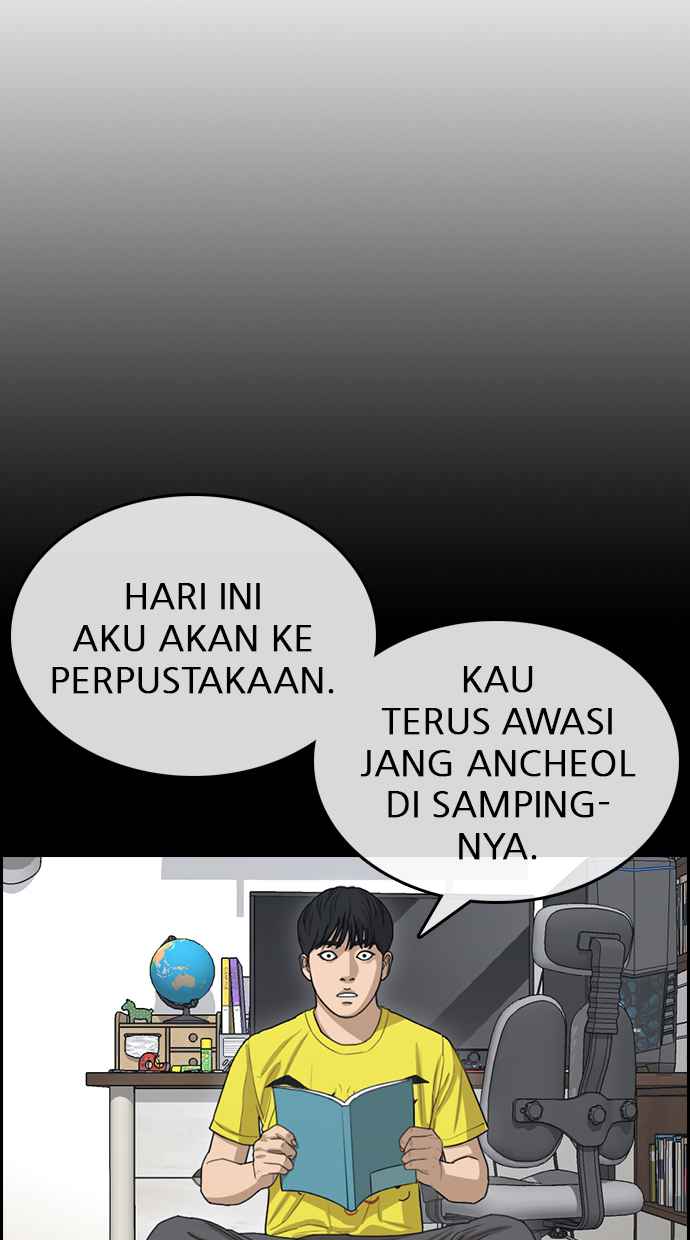 HARI INI
AKU AKAN KE
PERPUSTAKAAN.
KAU
TERUS AWASI
JANG ANCHEOL
DI SAMPING-
NYA.